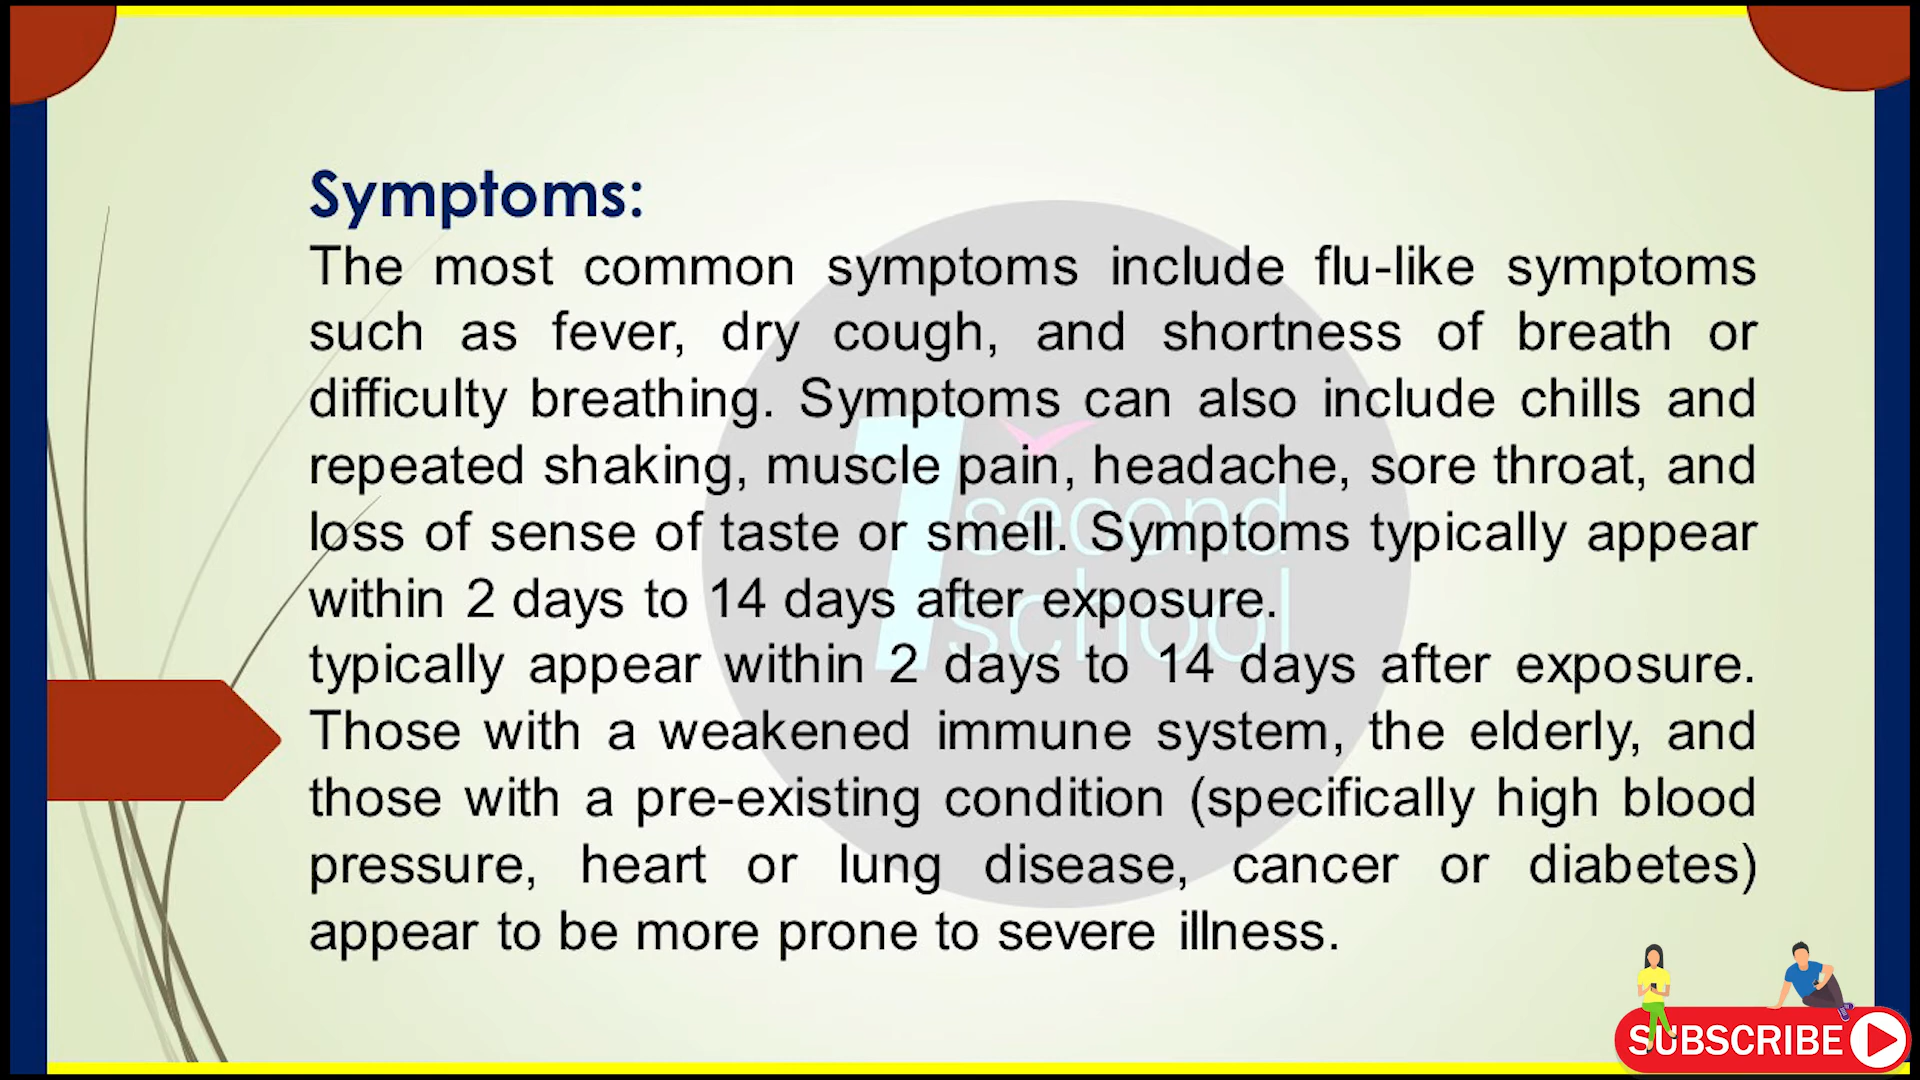 Symptoms:
The most common symptoms include flu-like symptoms
such as fever, dry cough, and shortness of breath or
difficulty breathing. Symptoms can also include chills and
repeated shaking, muscle pain, headache, sore throat, and
loss of sense of taste or smell. Symptoms typically appear
within 2 days to 14 days after exposure.
typically appear within 2 days to 14 days after exposure.
Those with a weakened immune system, the elderly, and
those with a pre-existing condition (specifically high blood
pressure, heart or lung disease, cancer or diabetes)
appear to be more prone to severe illness.
1 second
school
SUBSCRIBE